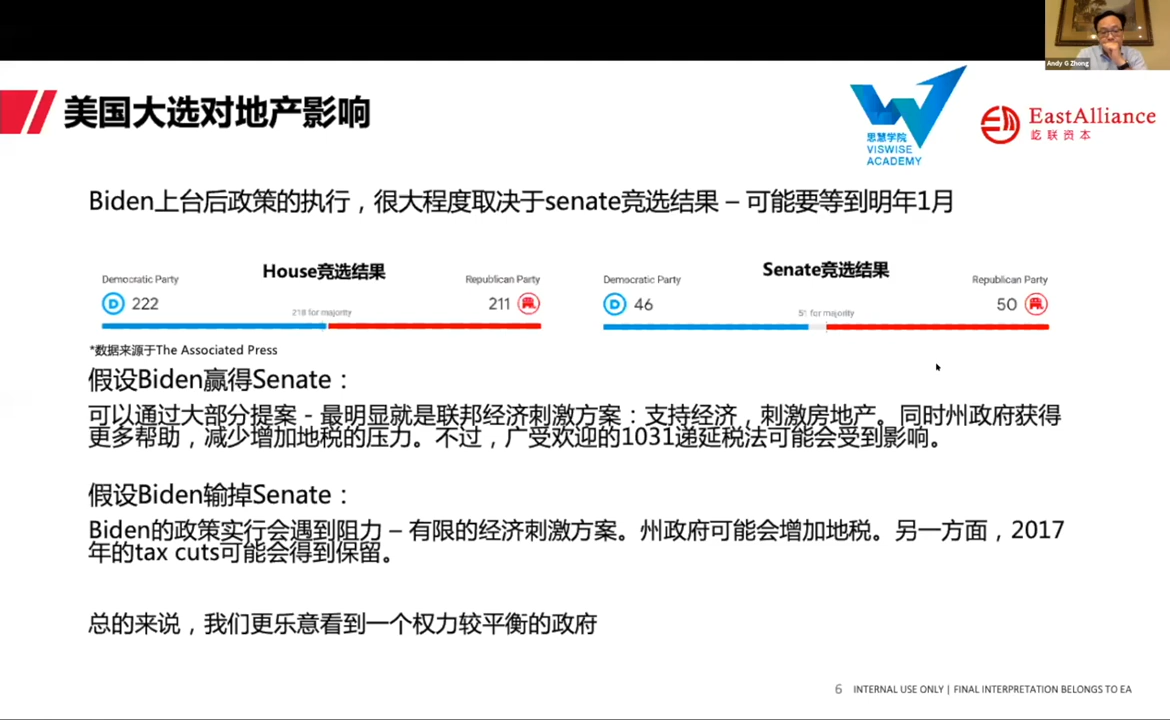 Andy G Zhong
美国大选对地产影响
思慧学院
VISWISE
ACADEMY
EastAlliance
屹联资本
Biden上台后政策的执行，很大程度取决于senate竞选结果 – 可能要等到明年1月
House竞选结果
Democratic Party
Republican Party
222
211
218 for majority
Senate竞选结果
Democratic Party
Republican Party
46
50
51 for majority
*数据来源于The Associated Press
假设Biden赢得Senate：
可以通过大部分提案 - 最明显就是联邦经济刺激方案：支持经济，刺激房地产。同时州政府获得
更多帮助，减少增加地税的压力。不过，广受欢迎的1031递延税法可能会受到影响。
假设Biden输掉Senate：
Biden的政策实行会遇到阻力 – 有限的经济刺激方案。州政府可能会增加地税。另一方面，2017
年的tax cuts可能会得到保留。
总的来说，我们更乐意看到一个权力较平衡的政府
6 INTERNAL USE ONLY | FINAL INTERPRETATION BELONGS TO EA